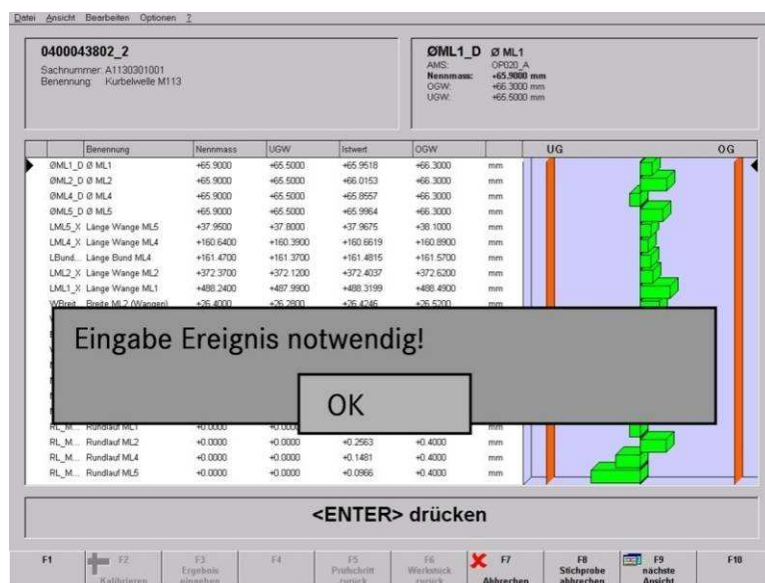 Datei Ansicht Bearbeiten Optionen ?
0400043802_2
Sachnummer: A1130301001
Benennung: Kurbelwelle M113
ØML1_D Ø ML1
AMS: OP020_A
Nennmass: +65.9000 mm
OGW: +66.3000 mm
UGW: +65.5000 mm
Benennung Nennmass UGW Istwert OGW UG OG
ØML1_D Ø ML1 +65.9000 +65.5000 +65.9518 +66.3000 mm
ØML2_D Ø ML2 +65.9000 +65.5000 +66.0153 +66.3000 mm
ØML4_D Ø ML4 +65.9000 +65.5000 +65.8557 +66.3000 mm
ØML5_D Ø ML5 +65.9000 +65.5000 +65.9964 +66.3000 mm
LML5_X Länge Wange ML5 +37.9500 +37.8000 +37.9675 +38.1000 mm
LML4_X Länge Wange ML4 +160.6400 +160.3900 +160.6619 +160.8900 mm
LBund... Länge Bund ML4 +161.4700 +161.3700 +161.4815 +161.5700 mm
LML2_X Länge Wange ML2 +372.3700 +372.1200 +372.4037 +372.6200 mm
LML1_X Länge Wange ML1 +488.2400 +487.9900 +488.3199 +488.4900 mm
WBreit... Breite ML2 (Wangen) +26.4000 +26.2800 +26.4246 +26.5200 mm
Eingabe Ereignis notwendig!
OK
RL_M... Rundlauf ML1 +0.0000 +0.0000
RL_M... Rundlauf ML2 +0.0000 +0.0000 +0.2563 +0.4000 mm
RL_M... Rundlauf ML4 +0.0000 +0.0000 +0.1481 +0.4000 mm
RL_M... Rundlauf ML5 +0.0000 +0.0000 +0.0966 +0.4000 mm
<ENTER> drücken
F1 F2 F3 F4 F5 F6 F7 F8 F9 F10
Kalibrieren Ergebnis eingeben Prüfschritt zurück Werkstück zurück Abbrechen Stichprobe abbrechen nächste Ansicht